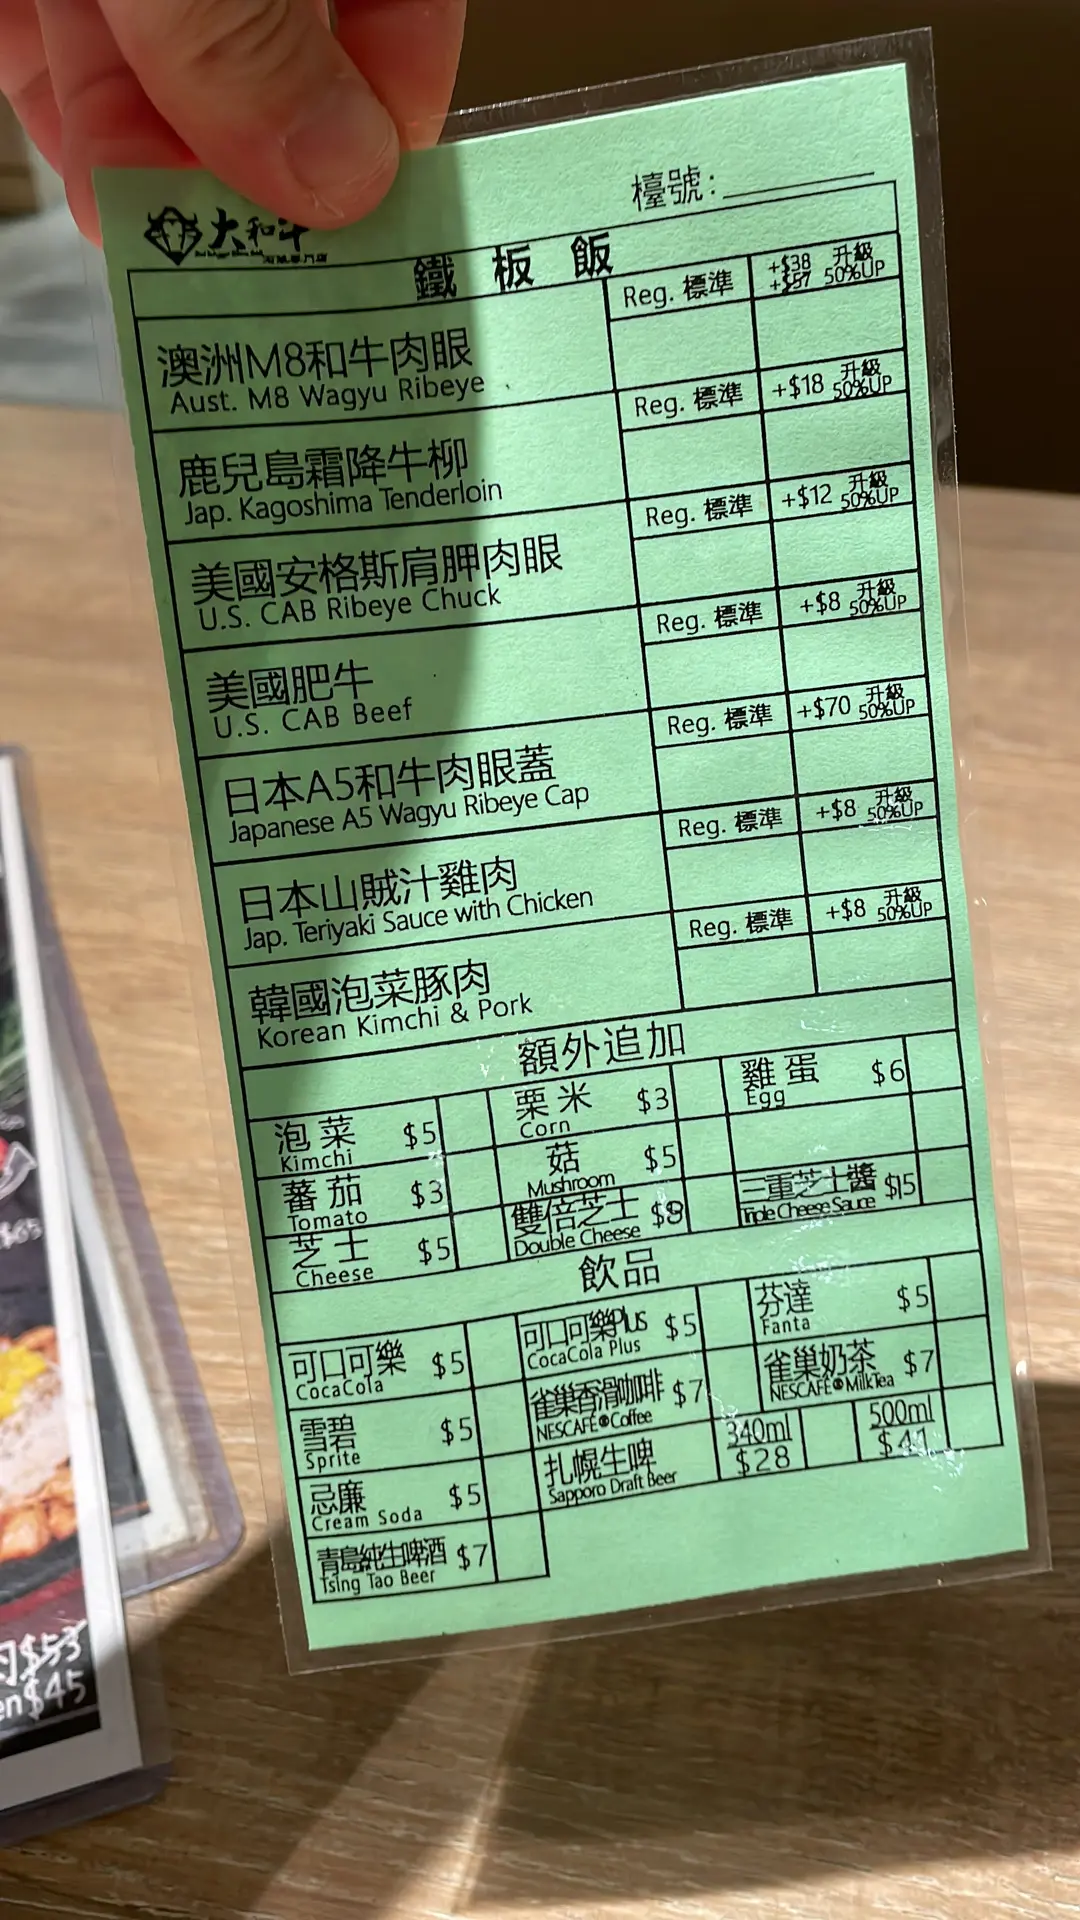 檯號：
大和牛
鐵板飯
Reg. 標準
+$38
+$57
升級
50%UP
澳洲M8和牛肉眼
Aust. M8 Wagyu Ribeye
Reg. 標準
+$18
升級
50%UP
鹿兒島霜降牛柳
Jap. Kagoshima Tenderloin
Reg. 標準
+$12
升級
50%UP
美國安格斯肩胛肉眼
U.S. CAB Ribeye Chuck
Reg. 標準
+$8
升級
50%UP
美國肥牛
U.S. CAB Beef
Reg. 標準
+$70
升級
50%UP
日本A5和牛肉眼蓋
Japanese A5 Wagyu Ribeye Cap
Reg. 標準
+$8
升級
50%UP
日本山賊汁雞肉
Jap. Teriyaki Sauce with Chicken
Reg. 標準
+$8
升級
50%UP
韓國泡菜豚肉
Korean Kimchi & Pork
額外追加
泡菜 $5
Kimchi
粟米 $3
Corn
雞蛋 $6
Egg
蕃茄 $3
Tomato
菇 $5
Mushroom
芝士 $5
Cheese
雙倍芝士 $8
Double Cheese
三重芝士醬 $15
Triple Cheese Sauce
飲品
可口可樂 $5
CocaCola
可口可樂Plus $5
CocaCola Plus
芬達 $5
Fanta
雪碧 $5
Sprite
雀巢香滑咖啡 $7
NESCAFÉ®Coffee
雀巢奶茶 $7
NESCAFÉ®MilkTea
忌廉 $5
Cream Soda
扎幌生啤
Sapporo Draft Beer
340ml
$28
500ml
$41
青島純生啤酒 $7
Tsing Tao Beer
$65
$53
$45